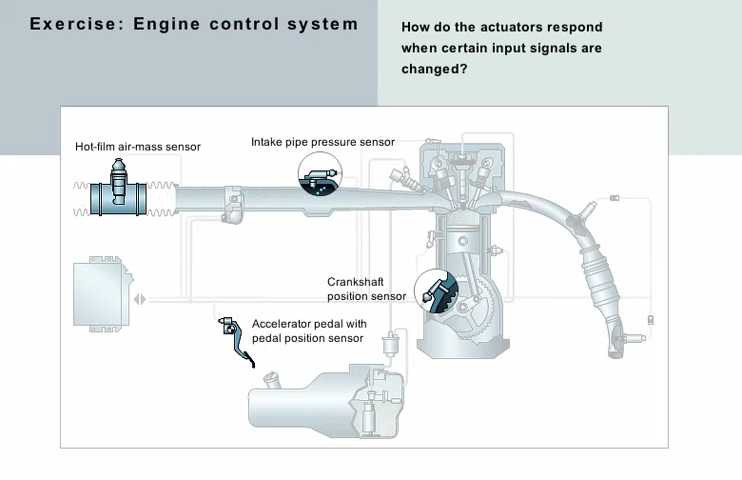 Exercise: Engine control system
How do the actuators respond
when certain input signals are
changed?
Hot-film air-mass sensor
Intake pipe pressure sensor
Crankshaft
position sensor
Accelerator pedal with
pedal position sensor